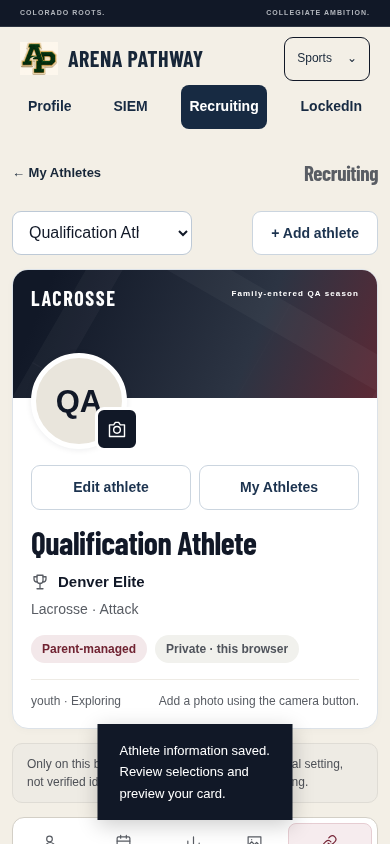 COLORADO ROOTS. COLLEGIATE AMBITION.
AP ARENA PATHWAY Sports
Profile SIEM Recruiting LockedIn
← My Athletes Recruiting
Qualification Atl + Add athlete
LACROSSE Family-entered QA season
QA
Edit athlete My Athletes
Qualification Athlete
Denver Elite
Lacrosse · Attack
Parent-managed Private · this browser
youth · Exploring Add a photo using the camera button.
Only on this
not verified setting,
Athlete information saved.
Review selections and
preview your card.